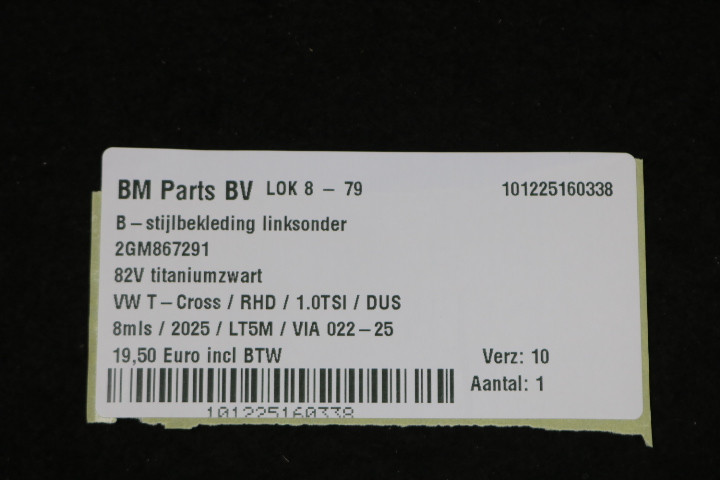 BM Parts BV LOK 8 - 79 101225160338
B-stijlbekleding linksonder
2GM867291
82V titaniumzwart
VW T-Cross / RHD / 1.0TSI / DUS
8mls / 2025 / LT5M / VIA 022-25
19,50 Euro incl BTW Verz: 10
Aantal: 1
101225160338